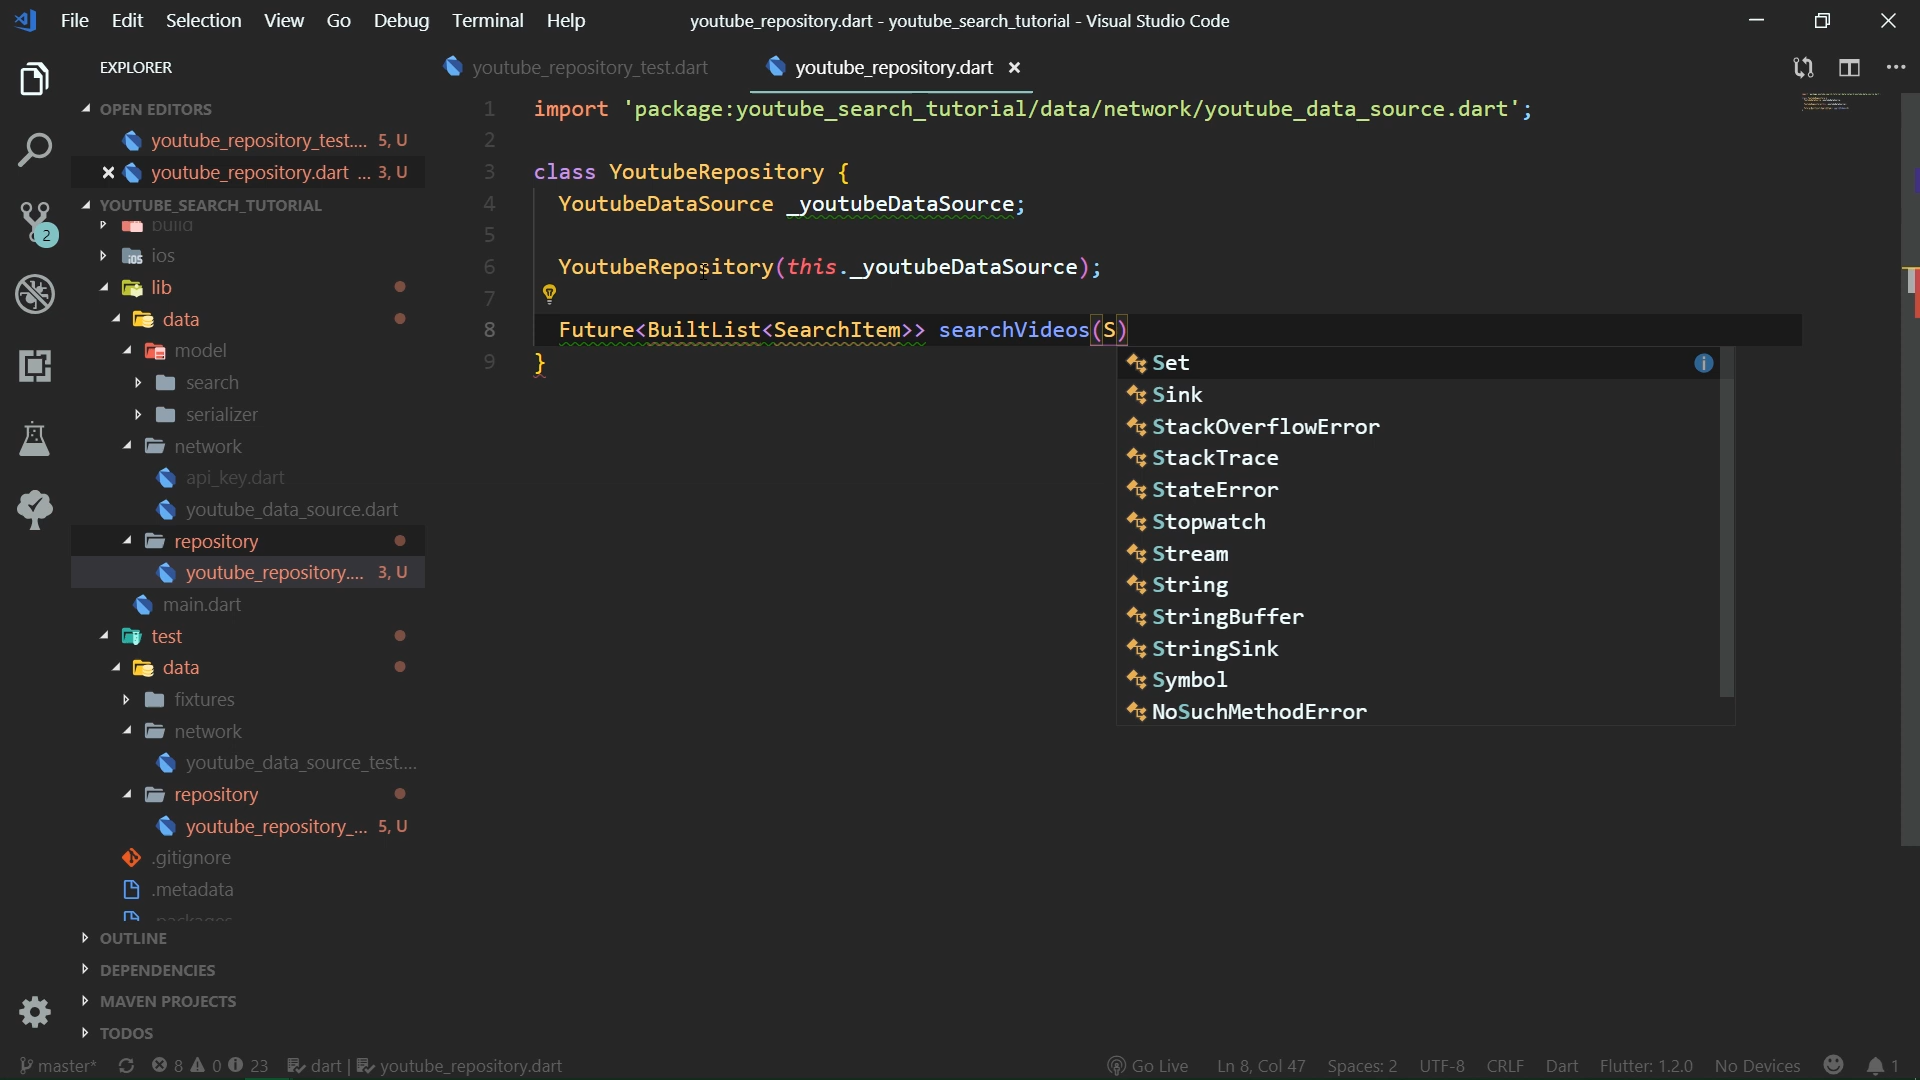 File Edit Selection View Go Debug Terminal Help
youtube_repository.dart - youtube_search_tutorial - Visual Studio Code
EXPLORER
OPEN EDITORS
youtube_repository_test.... 5, U
youtube_repository.dart ... 3, U
YOUTUBE_SEARCH_TUTORIAL
build
ios
lib
data
model
search
serializer
network
api_key.dart
youtube_data_source.dart
repository
youtube_repository.... 3, U
main.dart
test
data
fixtures
network
youtube_data_source_test....
repository
youtube_repository_... 5, U
.gitignore
.metadata
.packages
OUTLINE
DEPENDENCIES
MAVEN PROJECTS
TODOS
2
youtube_repository_test.dart
youtube_repository.dart
1 import 'package:youtube_search_tutorial/data/network/youtube_data_source.dart';
2
3 class YoutubeRepository {
4 YoutubeDataSource _youtubeDataSource;
5
6 YoutubeRepository(this._youtubeDataSource);
7
8 Future<BuiltList<SearchItem>> searchVideos(S)
9 }
Set
Sink
StackOverflowError
StackTrace
StateError
Stopwatch
Stream
String
StringBuffer
StringSink
Symbol
NoSuchMethodError
master* 8 0 23 dart | youtube_repository.dart
Go Live Ln 8, Col 47 Spaces: 2 UTF-8 CRLF Dart Flutter: 1.2.0 No Devices 1